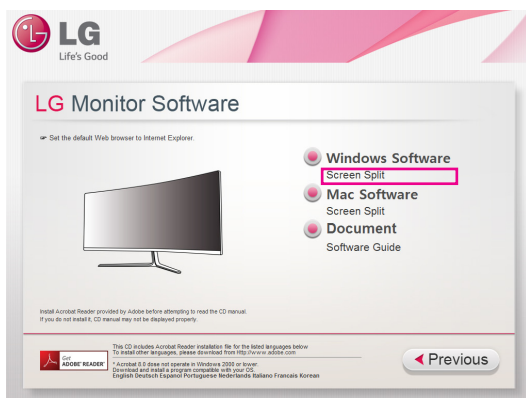 LG
Life's Good
LG Monitor Software
☞ Set the default Web browser to Internet Explorer.
Windows Software
Screen Split
Mac Software
Screen Split
Document
Software Guide
Install Acrobat Reader provided by Adobe before attempting to read the CD manual.
If you do not install it, CD manual may not be displayed properly.
Get
ADOBE® READER®
This CD includes Acrobat Reader installation file for the listed languages below
To install other languages, please download from http://www.adobe.com
* Acrobat 6.0 dose not operate in Windows 2000 or lower.
Download and install a program compatible with your OS.
English Deutsch Espanol Portuguese Nederlands Italiano Francais Korean
Previous